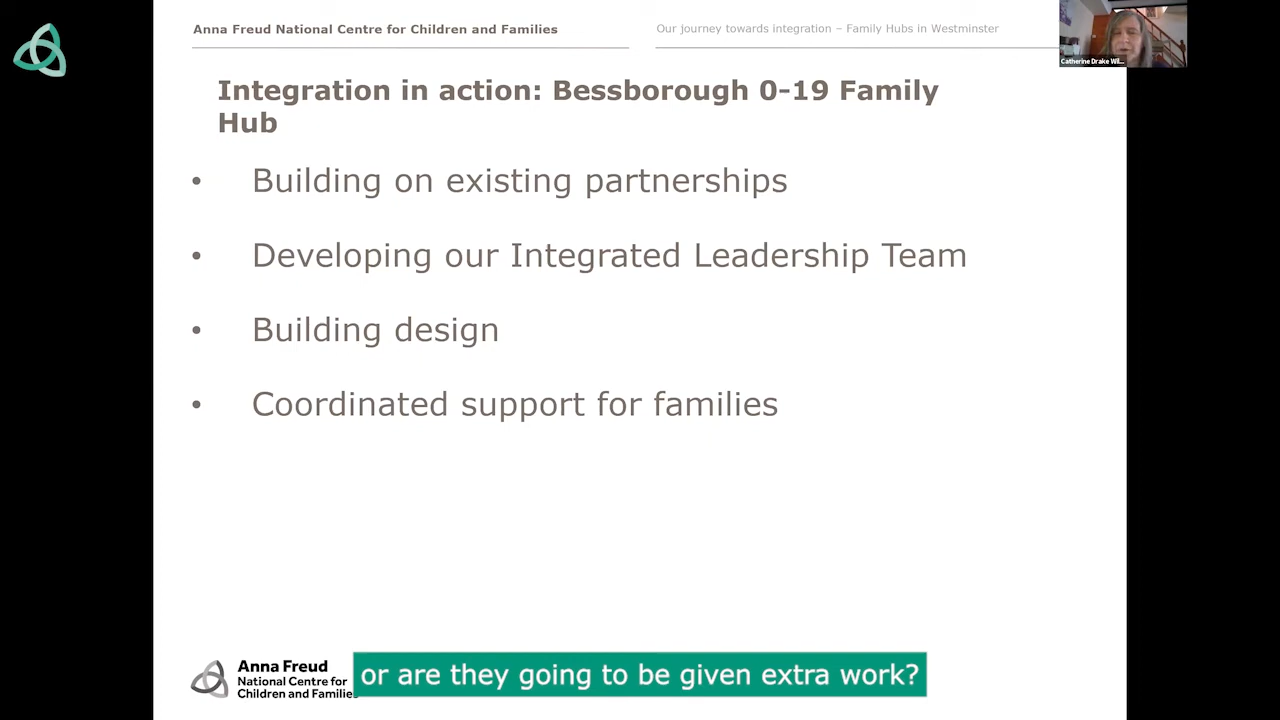 Anna Freud National Centre for Children and Families
Our journey towards integration – Family Hubs in Westminster
Catherine Drake Wil...
Integration in action: Bessborough 0-19 Family
Hub
• Building on existing partnerships
• Developing our Integrated Leadership Team
• Building design
• Coordinated support for families
Anna Freud
National Centre for
Children and Families
or are they going to be given extra work?